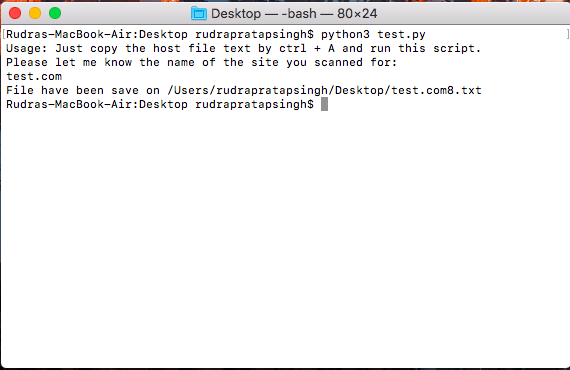 Desktop — -bash — 80×24
[Rudras-MacBook-Air:Desktop rudrapratapsingh$ python3 test.py ]
Usage: Just copy the host file text by ctrl + A and run this script.
Please let me know the name of the site you scanned for:
test.com
File have been save on /Users/rudrapratapsingh/Desktop/test.com8.txt
Rudras-MacBook-Air:Desktop rudrapratapsingh$